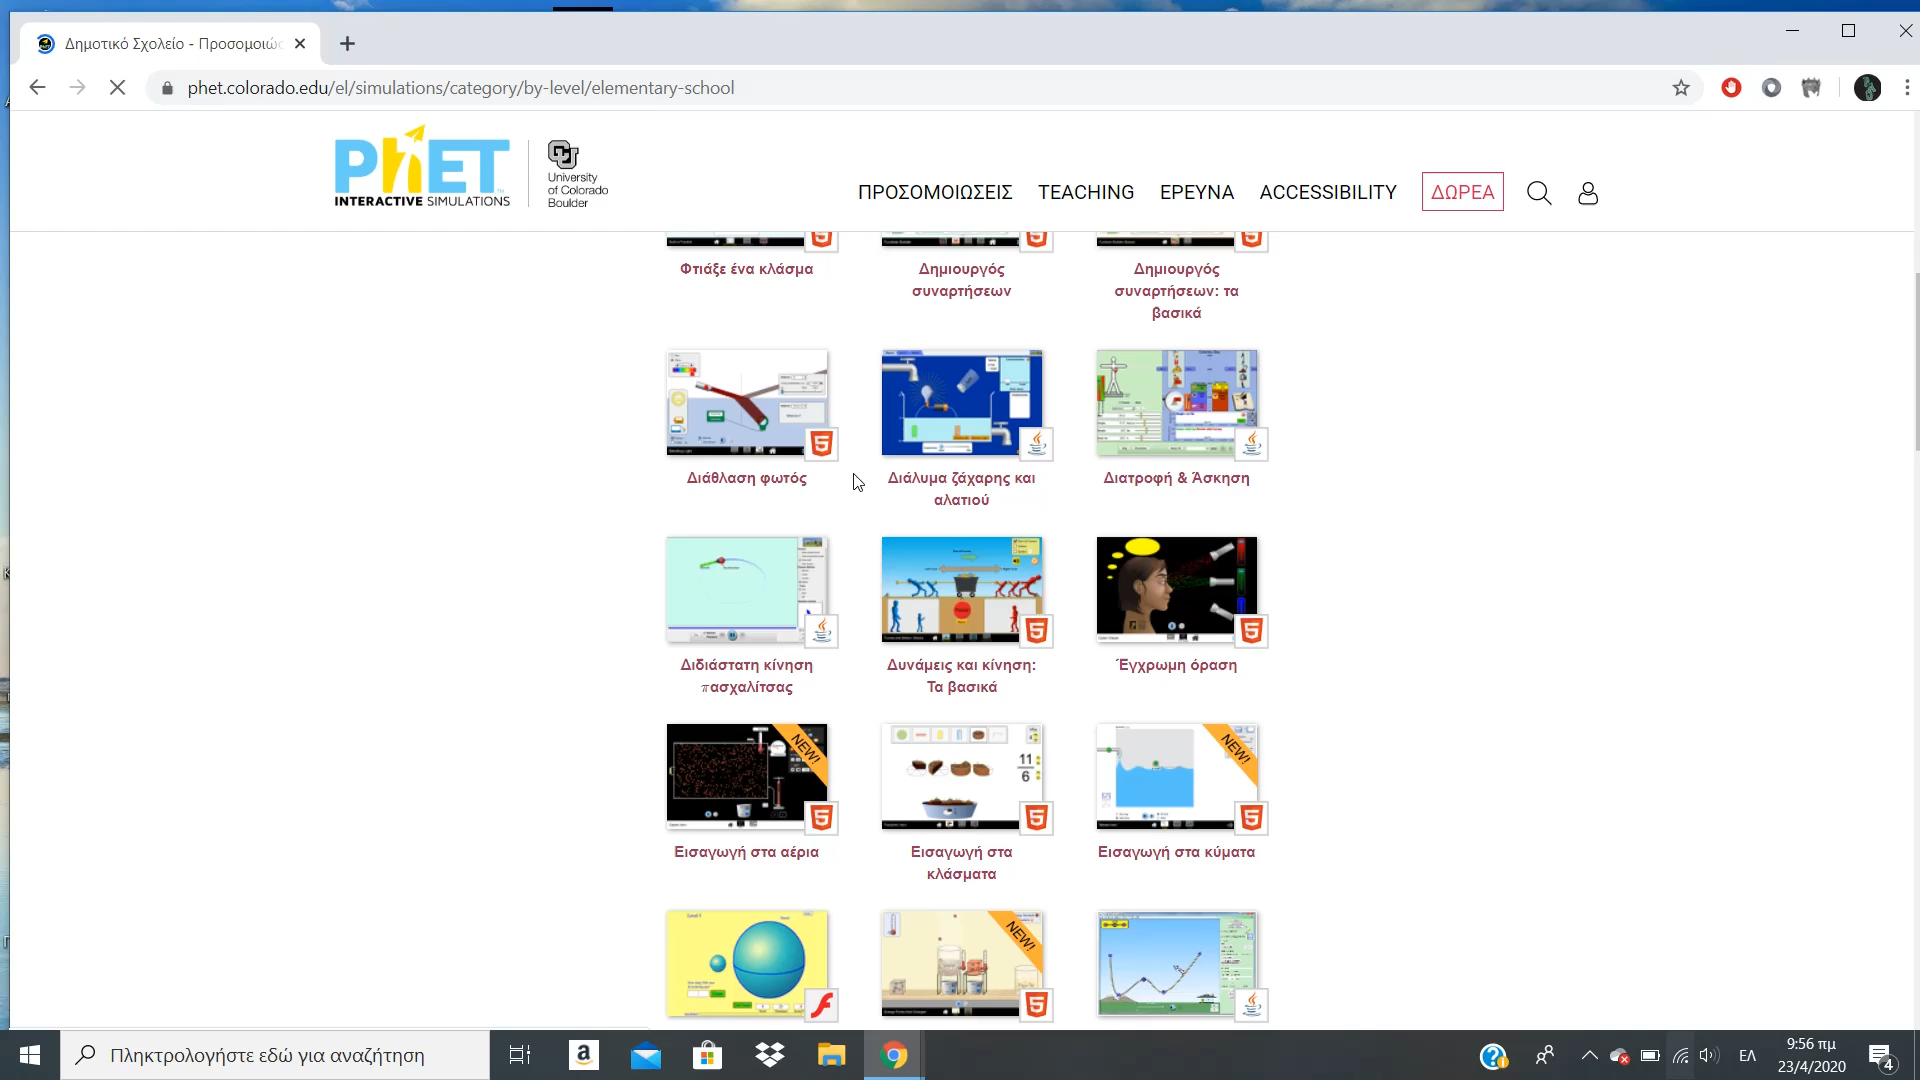 Δημοτικό Σχολείο - Προσομοιώσ
phet.colorado.edu/el/simulations/category/by-level/elementary-school
PhET
INTERACTIVE SIMULATIONS
University
of Colorado
Boulder
ΠΡΟΣΟΜΟΙΩΣΕΙΣ TEACHING ΕΡΕΥΝΑ ACCESSIBILITY ΔΩΡΕΑ
Φτιάξε ένα κλάσμα
Δημιουργός
συναρτήσεων
Δημιουργός
συναρτήσεων: τα
βασικά
Διάθλαση φωτός
Διάλυμα ζάχαρης και
αλατιού
Διατροφή & Άσκηση
Διδιάστατη κίνηση
πασχαλίτσας
Δυνάμεις και κίνηση:
Τα βασικά
Έγχρωμη όραση
NEW!
11
6
NEW!
Εισαγωγή στα αέρια
Εισαγωγή στα
κλάσματα
Εισαγωγή στα κύματα
NEW!
Πληκτρολογήστε εδώ για αναζήτηση
ΕΛ
9:56 πμ
23/4/2020
4